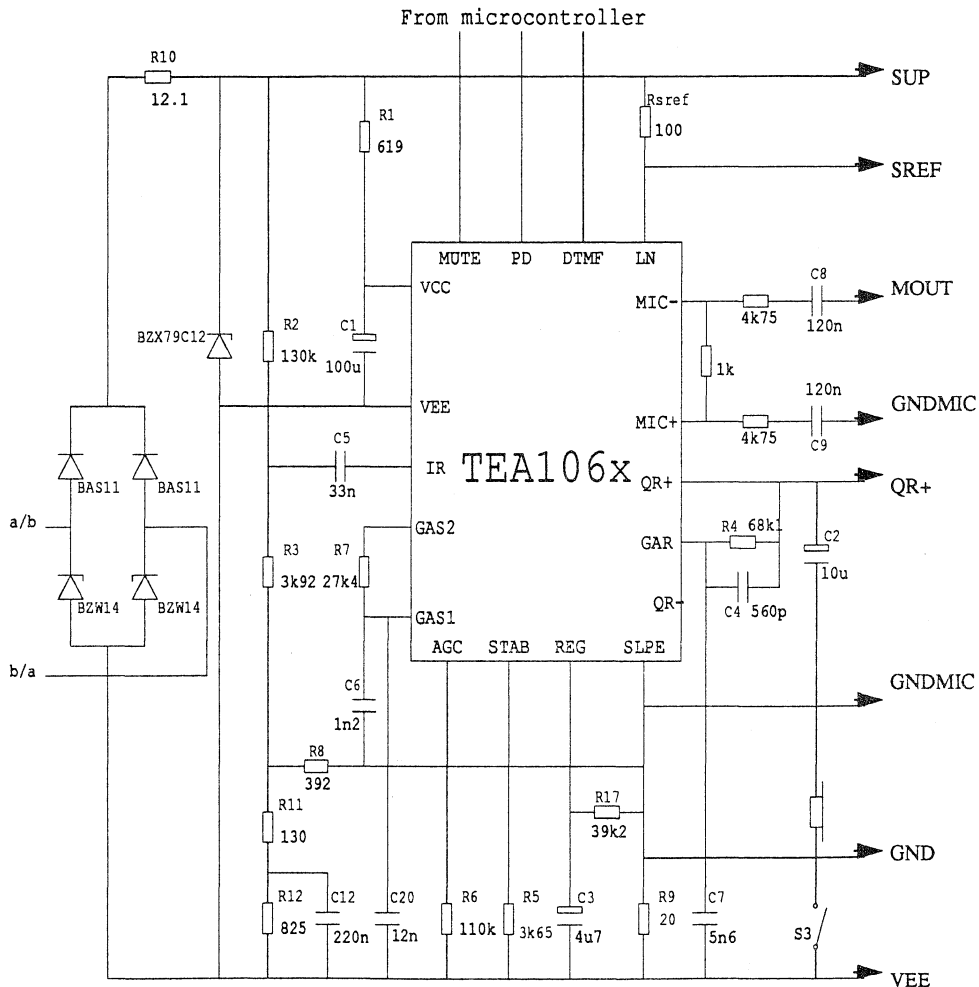 From microcontroller
R10
12.1
SUP
Rsref
100
R1
619
SREF
MUTE PD DTMF LN
VCC
MIC-
C8
4k75
120n
MOUT
BZX79C12
R2
130k
C1
100u
1k
VEE
120n
GNDMIC
MIC+
4k75
C9
C5
IR
33n
TEA106x
BAS11
BAS11
QR+
QR+
a/b
GAS2
R4 68k1
GAR
C2
R3
3k92
R7
27k4
10u
BZW14
BZW14
C4 560p
QR-
GAS1
AGC STAB REG SLPE
b/a
C6
1n2
GNDMIC
R8
392
R11
130
R17
39k2
GND
R12
825
C12
220n
C20
12n
R6
110k
R5
3k65
C3
4u7
R9
20
C7
5n6
S3
VEE